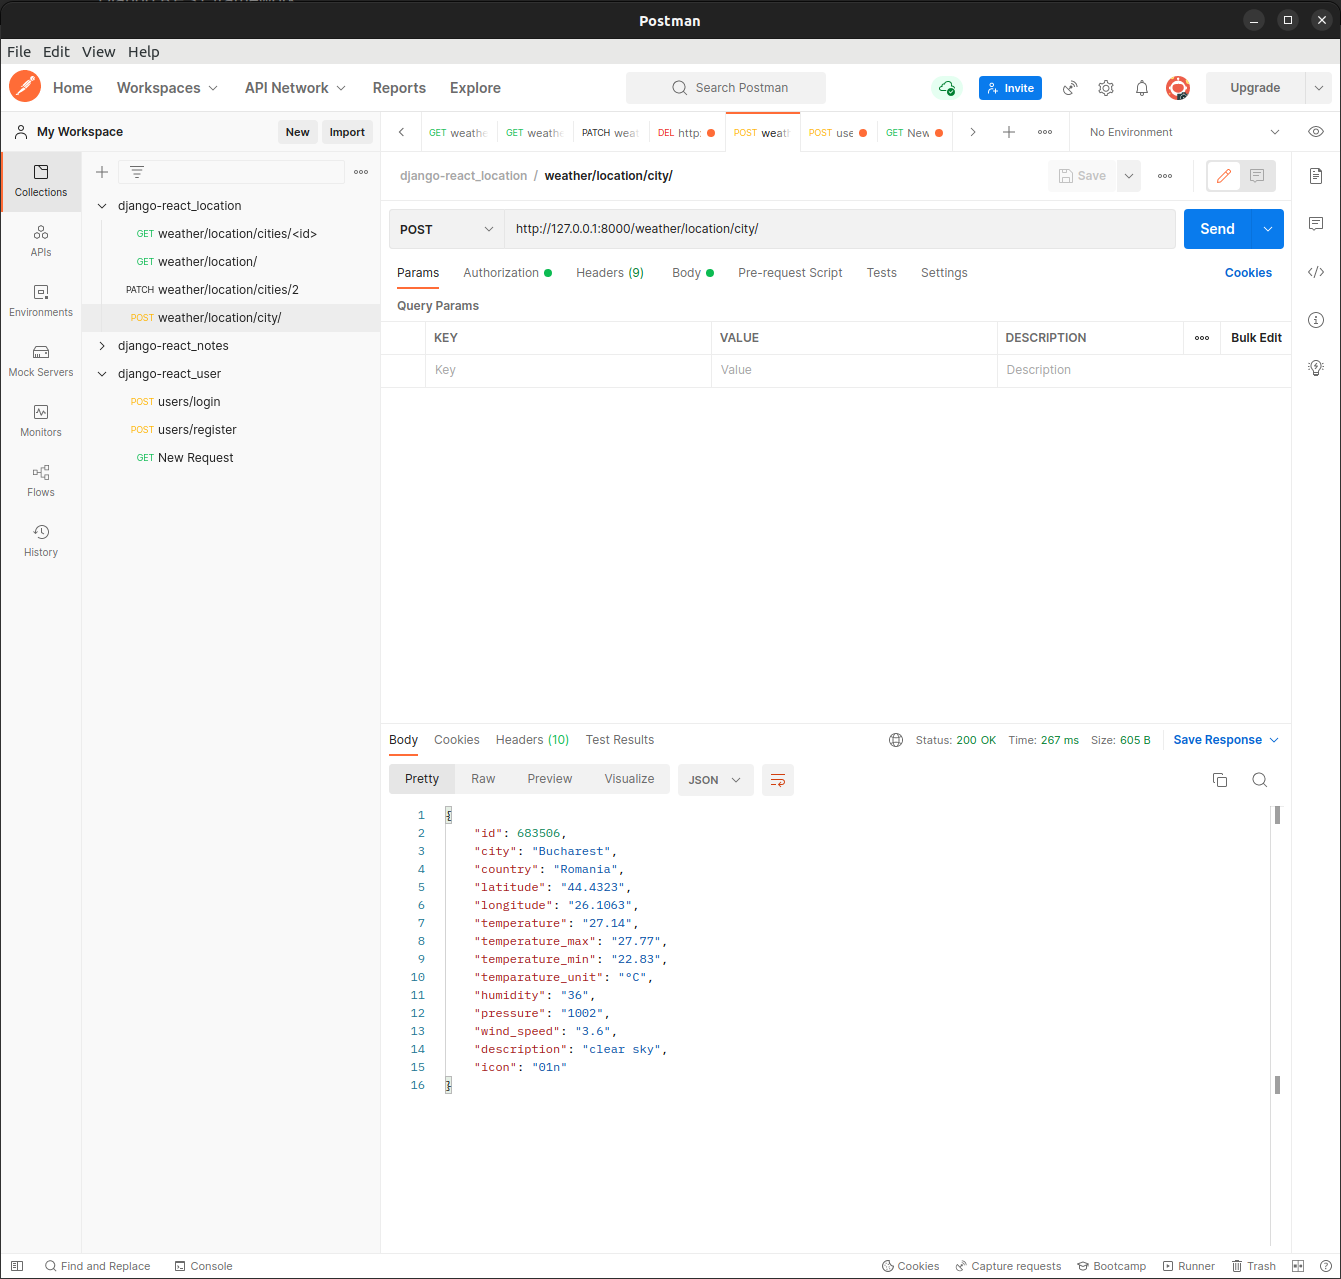 Postman
File Edit View Help
Home Workspaces API Network Reports Explore Search Postman Invite Upgrade
My Workspace New Import GET weathe GET weathe PATCH weat DEL http: POST weat POST use GET New No Environment
Collections
APIs
Environments
Mock Servers
Monitors
Flows
History
django-react_location
GET weather/location/cities/<id>
GET weather/location/
PATCH weather/location/cities/2
POST weather/location/city/
django-react_notes
django-react_user
POST users/login
POST users/register
GET New Request
django-react_location / weather/location/city/ Save
POST http://127.0.0.1:8000/weather/location/city/ Send
Params Authorization Headers (9) Body Pre-request Script Tests Settings Cookies
Query Params
KEY VALUE DESCRIPTION Bulk Edit
Key Value Description
Body Cookies Headers (10) Test Results Status: 200 OK Time: 267 ms Size: 605 B Save Response
Pretty Raw Preview Visualize JSON
1 {
2 "id": 683506,
3 "city": "Bucharest",
4 "country": "Romania",
5 "latitude": "44.4323",
6 "longitude": "26.1063",
7 "temperature": "27.14",
8 "temperature_max": "27.77",
9 "temperature_min": "22.83",
10 "temparature_unit": "°C",
11 "humidity": "36",
12 "pressure": "1002",
13 "wind_speed": "3.6",
14 "description": "clear sky",
15 "icon": "01n"
16 }
Find and Replace Console Cookies Capture requests Bootcamp Runner Trash